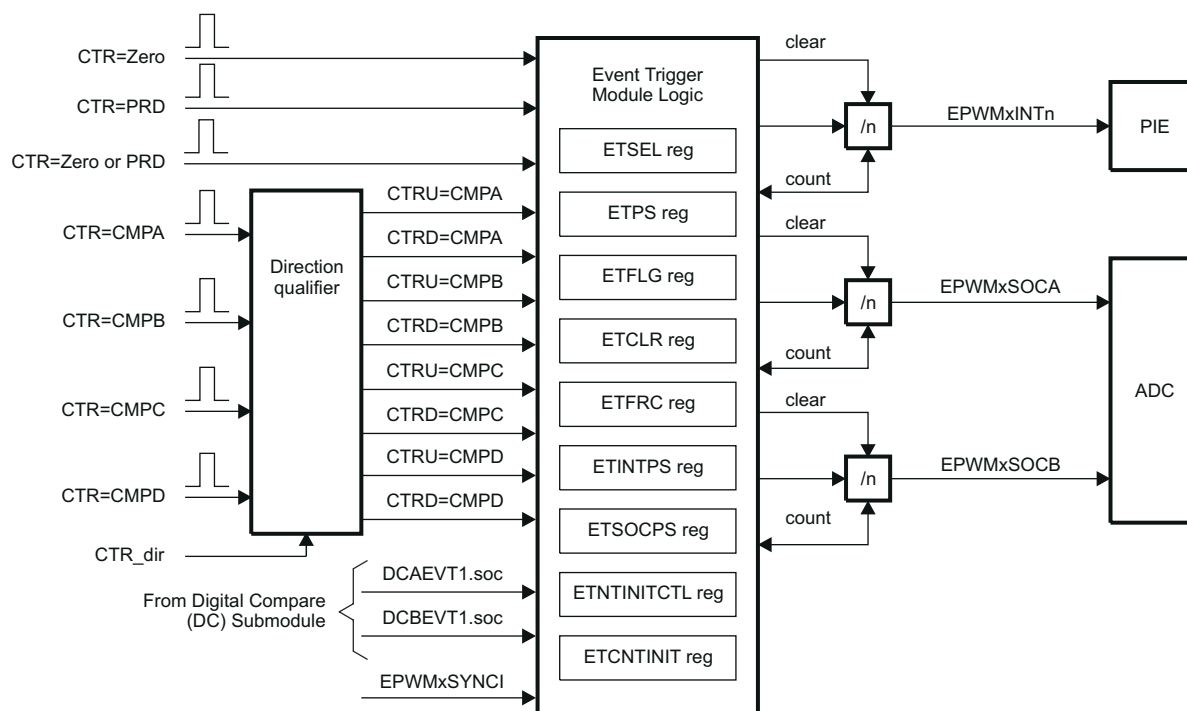 CTR=Zero
CTR=PRD
CTR=Zero or PRD
CTR=CMPA
CTR=CMPB
CTR=CMPC
CTR=CMPD
CTR_dir
Direction
qualifier
CTRU=CMPA
CTRD=CMPA
CTRU=CMPB
CTRD=CMPB
CTRU=CMPC
CTRD=CMPC
CTRU=CMPD
CTRD=CMPD
From Digital Compare
(DC) Submodule
DCAEVT1.soc
DCBEVT1.soc
EPWMxSYNCI
Event Trigger
Module Logic
ETSEL reg
ETPS reg
ETFLG reg
ETCLR reg
ETFRC reg
ETINTPS reg
ETSOCPS reg
ETNTINITCTL reg
ETCNTINIT reg
clear
/n
count
EPWMxINTn
PIE
clear
/n
count
EPWMxSOCA
clear
/n
count
EPWMxSOCB
ADC